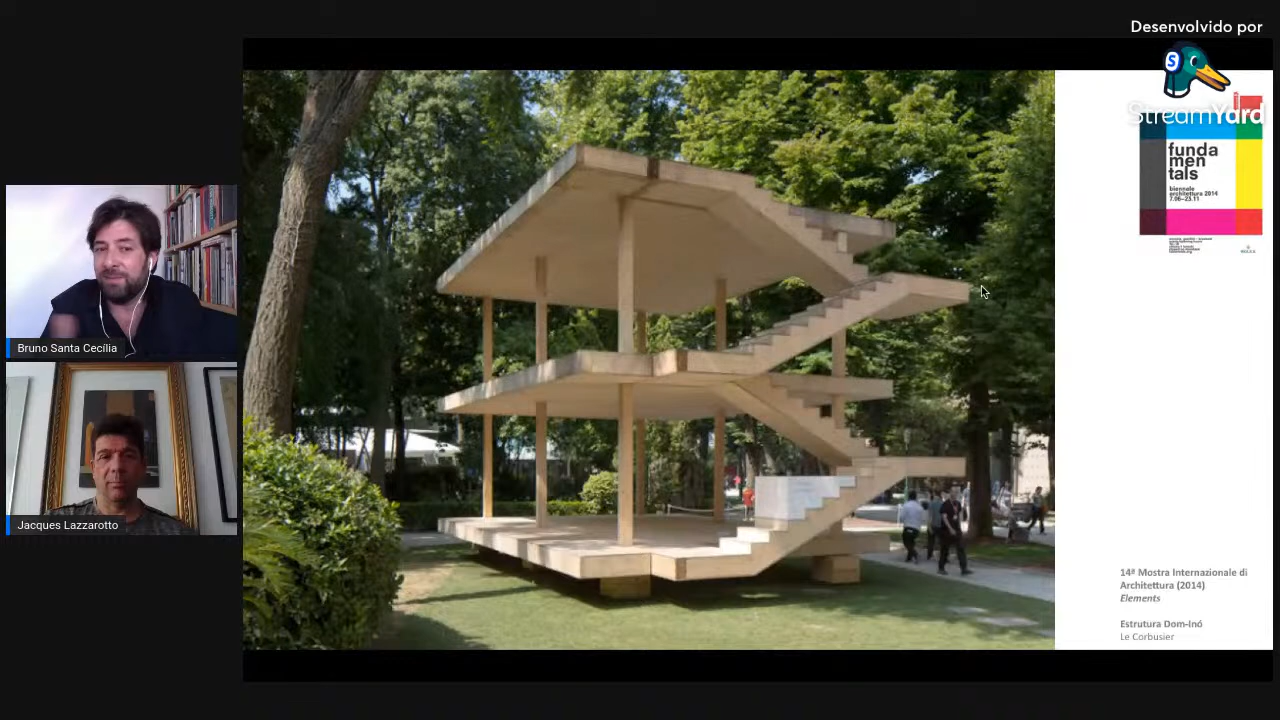 Desenvolvido por
S
StreamYard
funda
men
tals
biennale
architettura 2014
7.06–23.11
Bruno Santa Cecília
Jacques Lazzarotto
14ª Mostra Internazionale di
Architettura (2014)
Elements
Estrutura Dom-Inó
Le Corbusier